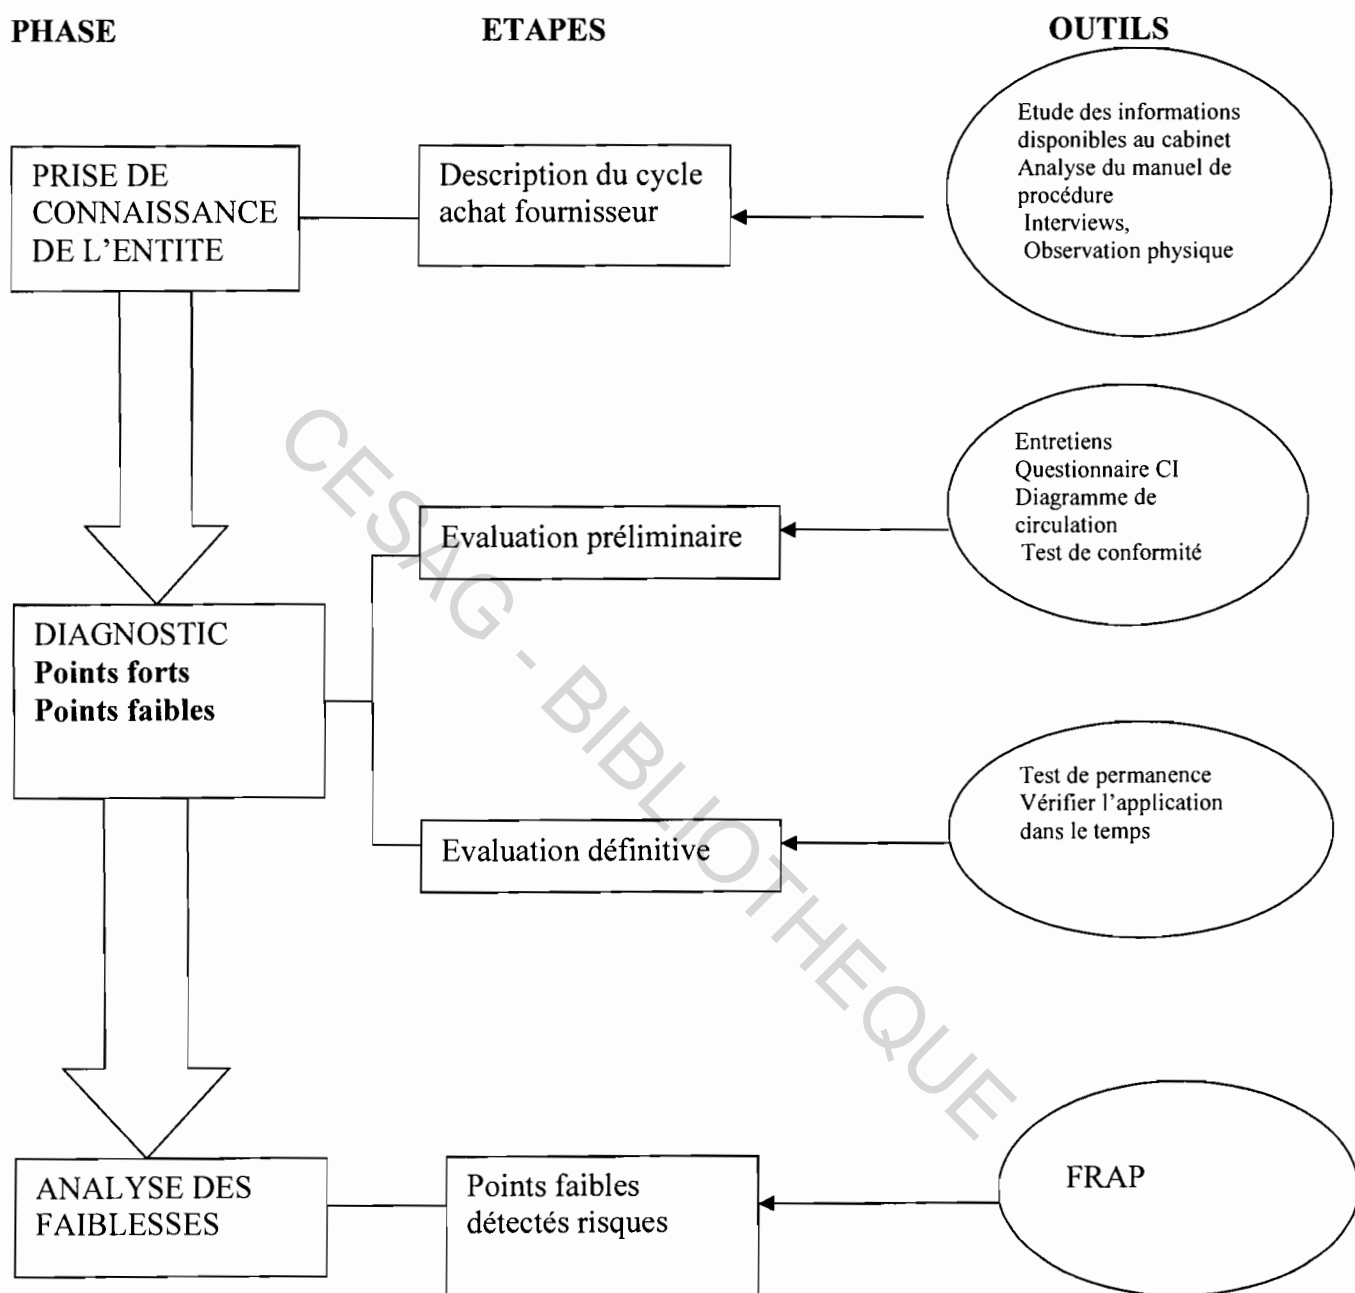 PHASE
ETAPES
OUTILS
PRISE DE
CONNAISSANCE
DE L'ENTITE
Description du cycle
achat fournisseur
Etude des informations
disponibles au cabinet
Analyse du manuel de
procédure
Interviews,
Observation physique
Entretiens
Questionnaire CI
Diagramme de
circulation
Test de conformité
Evaluation préliminaire
DIAGNOSTIC
Points forts
Points faibles
Test de permanence
Vérifier l'application
dans le temps
Evaluation définitive
ANALYSE DES
FAIBLESSES
Points faibles
détectés risques
FRAP
CESAG - BIBLIOTHEQUE